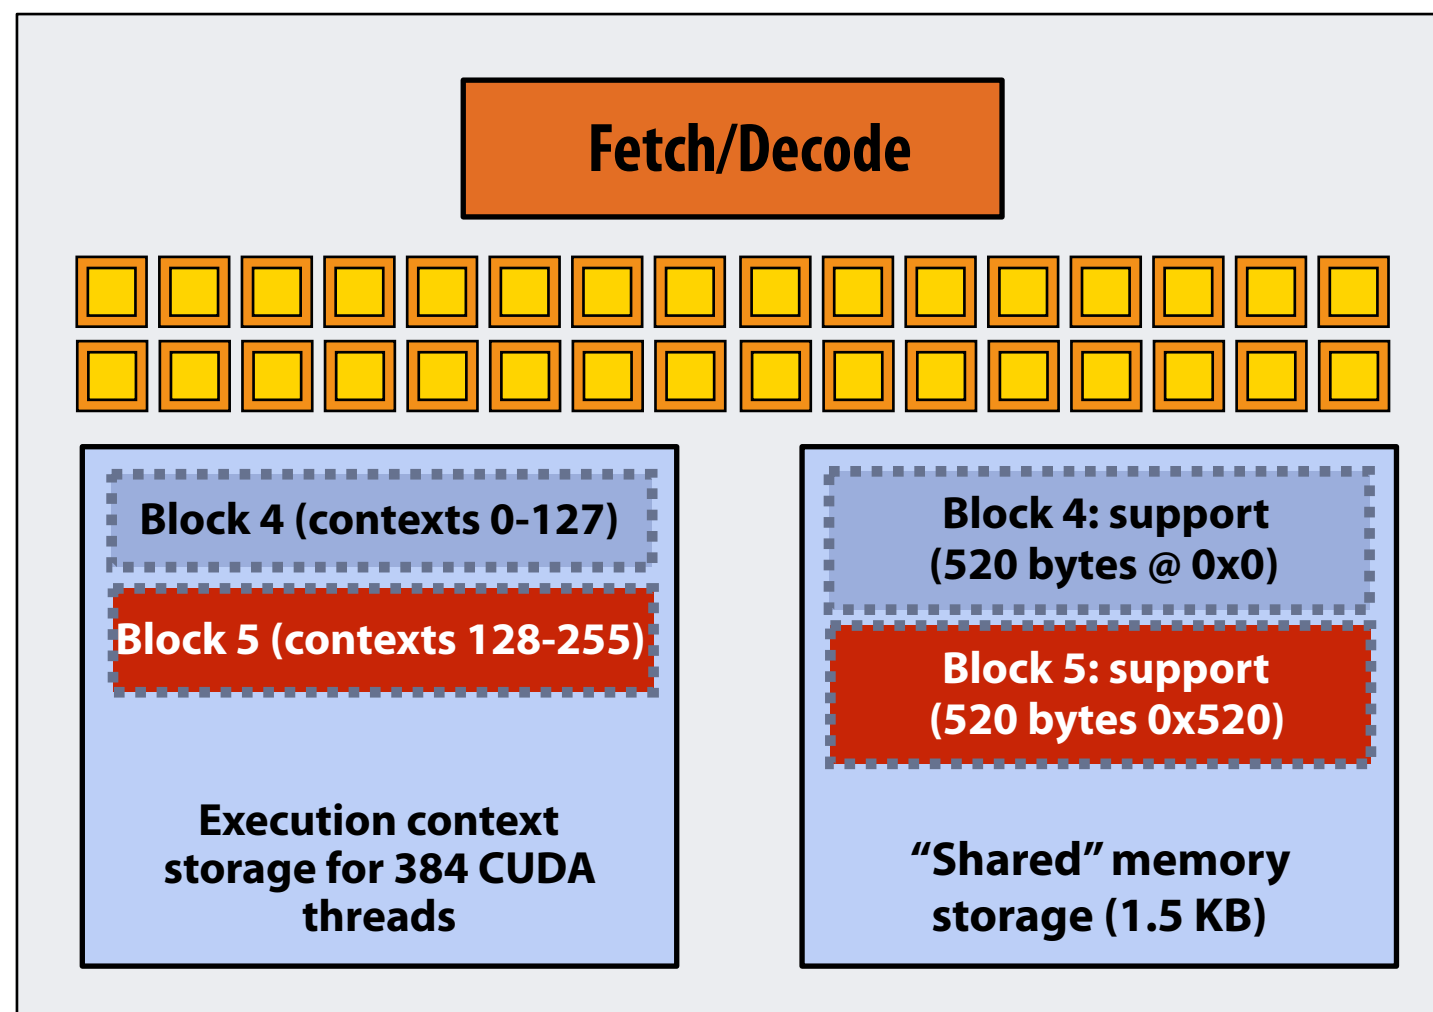 Fetch/Decode
Block 4 (contexts 0-127)
Block 5 (contexts 128-255)
Execution context
storage for 384 CUDA
threads
Block 4: support
(520 bytes @ 0x0)
Block 5: support
(520 bytes 0x520)
“Shared” memory
storage (1.5 KB)